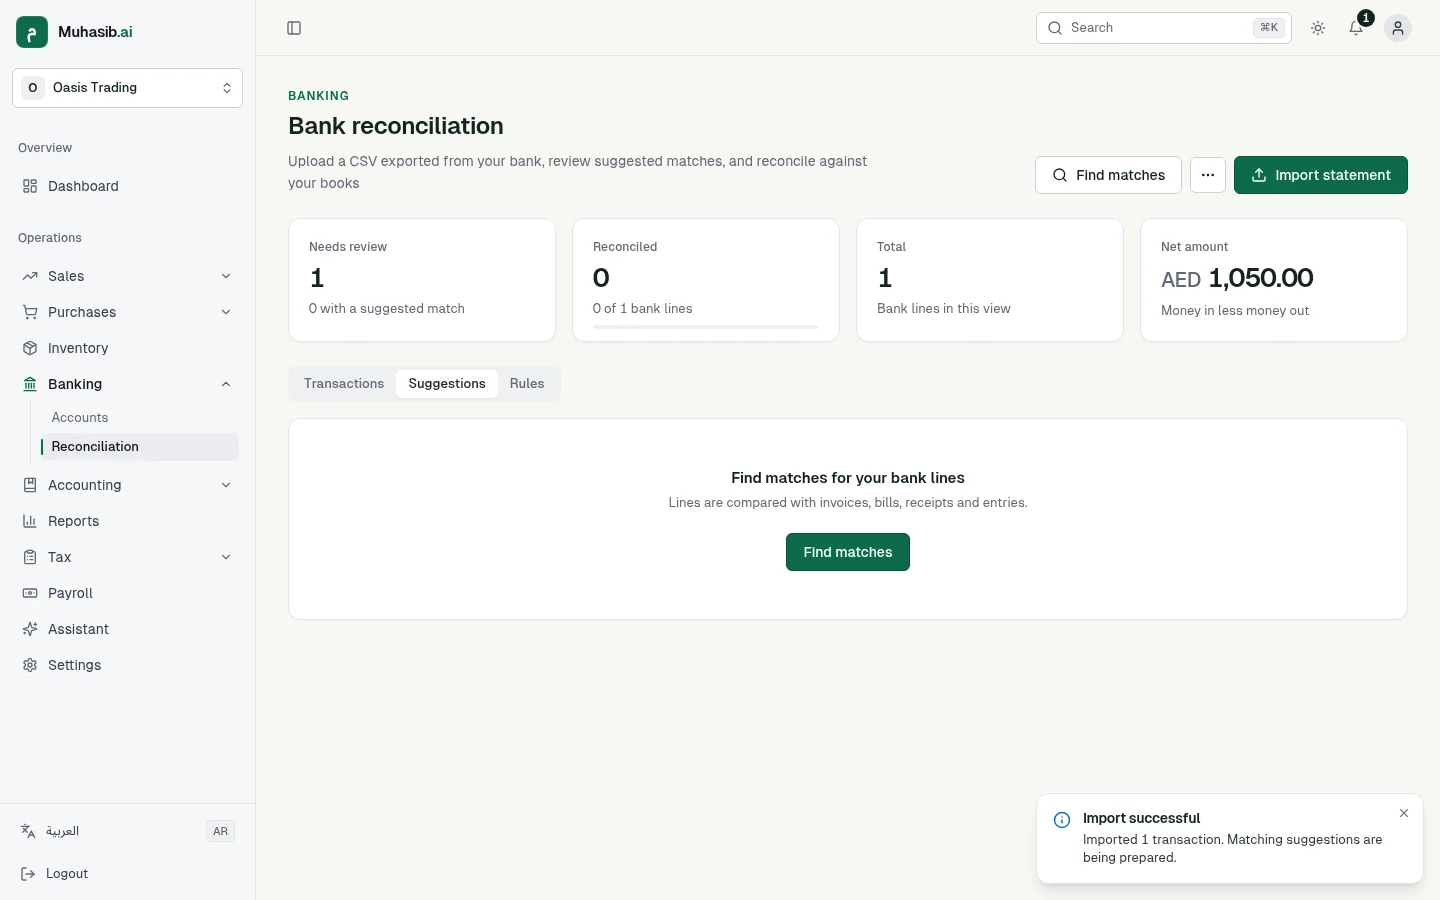 Muhasib.ai
O Oasis Trading
Overview
Dashboard
Operations
Sales
Purchases
Inventory
Banking
Accounts
Reconciliation
Accounting
Reports
Tax
Payroll
Assistant
Settings
العربية AR
Logout
Search ⌘K
1
BANKING
Bank reconciliation
Upload a CSV exported from your bank, review suggested matches, and reconcile against
your books
Find matches
Import statement
Needs review
1
0 with a suggested match
Reconciled
0
0 of 1 bank lines
Total
1
Bank lines in this view
Net amount
AED 1,050.00
Money in less money out
Transactions Suggestions Rules
Find matches for your bank lines
Lines are compared with invoices, bills, receipts and entries.
Find matches
Import successful
Imported 1 transaction. Matching suggestions are
being prepared.